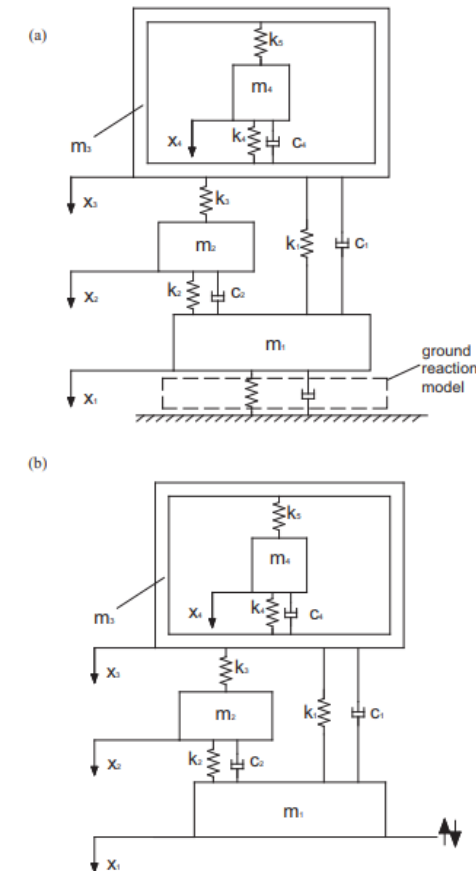 (a)
k₅
m₄
x₄ k₄ c₄
m₃
x₃
k₃
m₂ k₁ c₁
x₂ k₂ c₂
m₁
ground
reaction
model
x₁
(b)
k₅
m₄
x₄ k₄ c₄
m₃
x₃
k₃
m₂ k₁ c₁
x₂ k₂ c₂
m₁
x₁